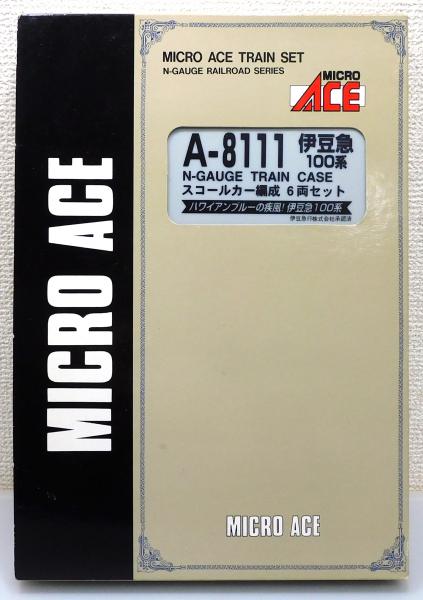 MICRO ACE
MICRO ACE TRAIN SET
N-GAUGE RAILROAD SERIES
MICRO
ACE
A-8111 伊豆急
100系
N-GAUGE TRAIN CASE
スコールカー編成 6両セット
ハワイアンブルーの疾風!伊豆急100系
伊豆急行株式会社承認済
MICRO ACE